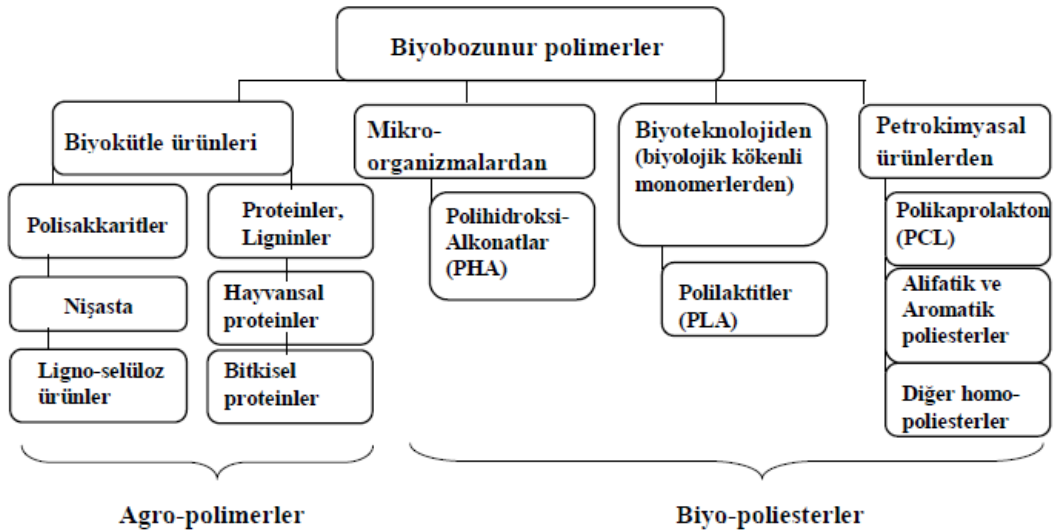 Biyobozunur polimerler
Biyokütle ürünleri
Mikro-
organizmalardan
Biyoteknolojiden
(biyolojik kökenli
monomerlerden)
Petrokimyasal
ürünlerden
Polisakkaritler
Proteinler,
Ligninler
Polihidroksi-
Alkonatlar
(PHA)
Polikaprolakton
(PCL)
Nişasta
Hayvansal
proteinler
Polilaktitler
(PLA)
Alifatik ve
Aromatik
poliesterler
Ligno-selüloz
ürünler
Bitkisel
proteinler
Diğer homo-
poliesterler
Agro-polimerler
Biyo-poliesterler